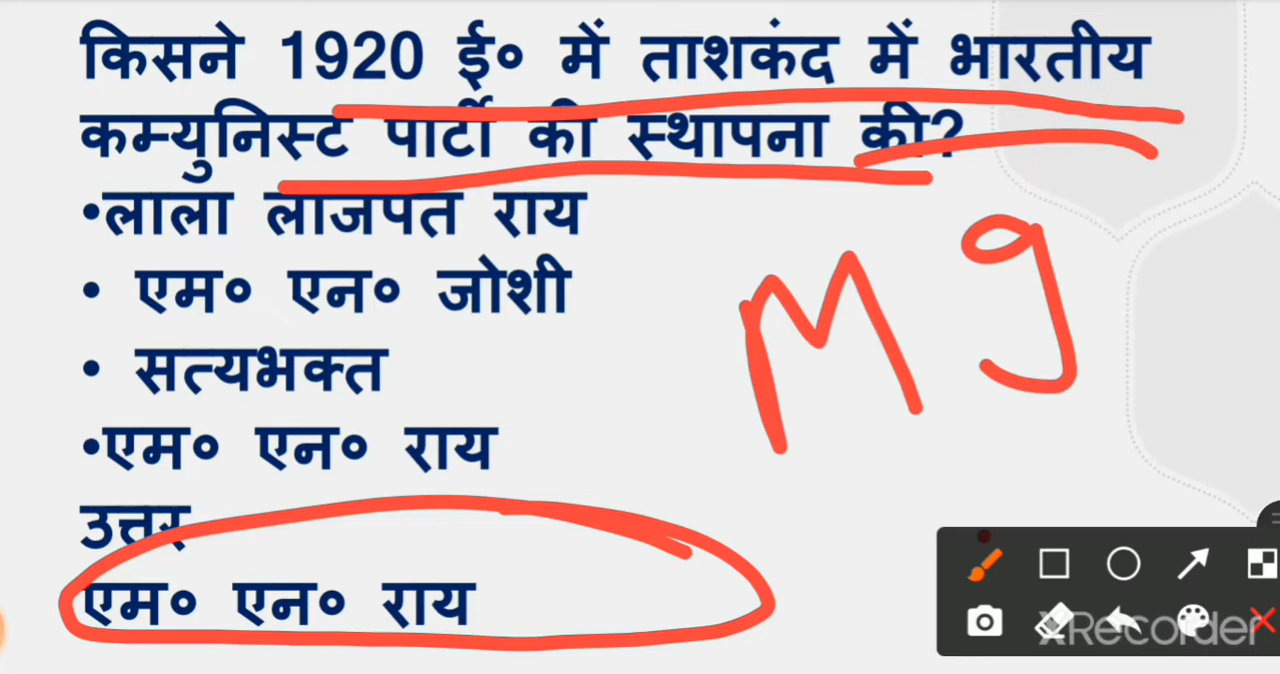 किसने 1920 ई० में ताशकंद में भारतीय
कम्युनिस्ट पार्टी की स्थापना की?
•लाला लाजपत राय
• एम० एन० जोशी
• सत्यभक्त
•एम० एन० राय
उत्तर
एम० एन० राय
M
XRecorder